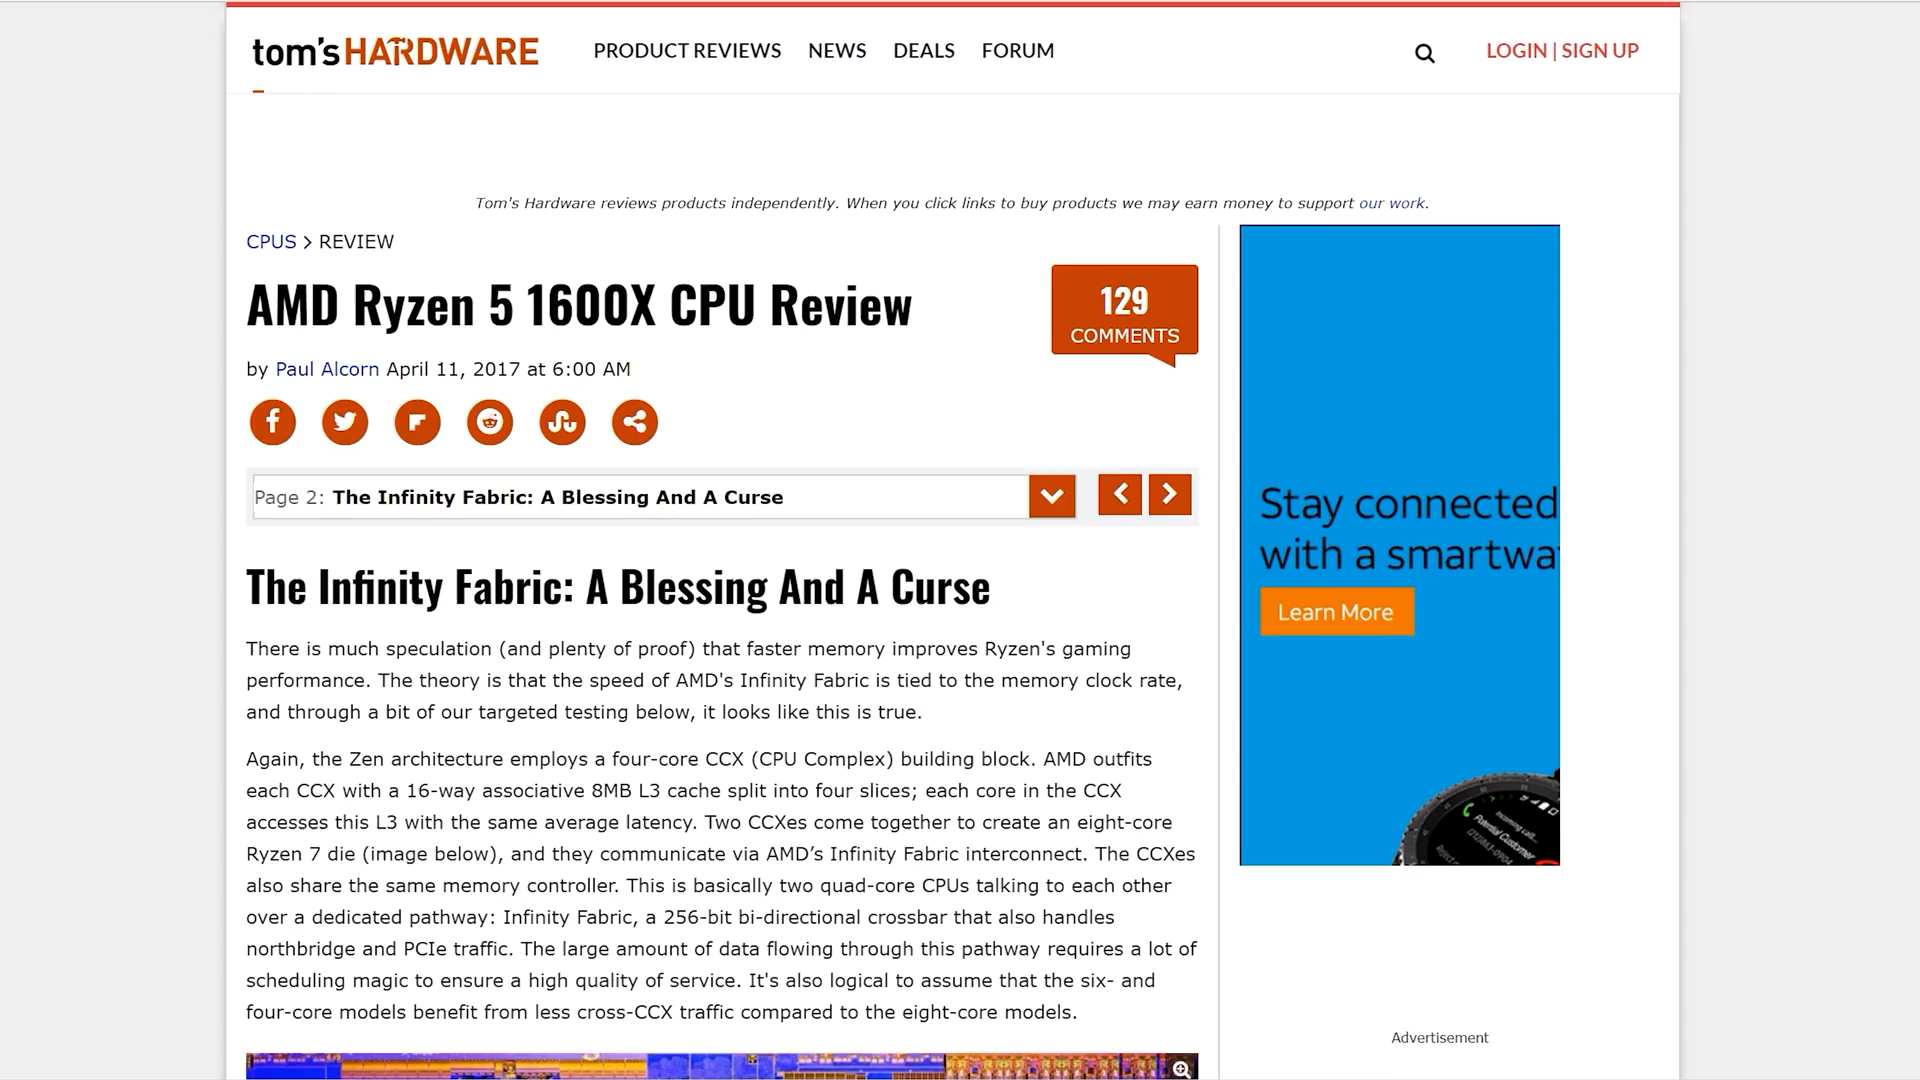 tom's HARDWARE PRODUCT REVIEWS NEWS DEALS FORUM LOGIN | SIGN UP
Tom's Hardware reviews products independently. When you click links to buy products we may earn money to support our work.
CPUS > REVIEW
AMD Ryzen 5 1600X CPU Review
129
COMMENTS
by Paul Alcorn April 11, 2017 at 6:00 AM
Page 2: The Infinity Fabric: A Blessing And A Curse
The Infinity Fabric: A Blessing And A Curse
There is much speculation (and plenty of proof) that faster memory improves Ryzen's gaming
performance. The theory is that the speed of AMD's Infinity Fabric is tied to the memory clock rate,
and through a bit of our targeted testing below, it looks like this is true.
Again, the Zen architecture employs a four-core CCX (CPU Complex) building block. AMD outfits
each CCX with a 16-way associative 8MB L3 cache split into four slices; each core in the CCX
accesses this L3 with the same average latency. Two CCXes come together to create an eight-core
Ryzen 7 die (image below), and they communicate via AMD’s Infinity Fabric interconnect. The CCXes
also share the same memory controller. This is basically two quad-core CPUs talking to each other
over a dedicated pathway: Infinity Fabric, a 256-bit bi-directional crossbar that also handles
northbridge and PCIe traffic. The large amount of data flowing through this pathway requires a lot of
scheduling magic to ensure a high quality of service. It's also logical to assume that the six- and
four-core models benefit from less cross-CCX traffic compared to the eight-core models.
Stay connected
with a smartwa
Learn More
Incoming call...
Potential Customer
Advertisement